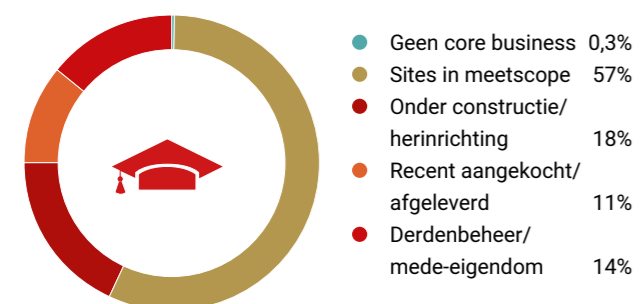 Geen core business 0,3%
Sites in meetscope 57%
Onder constructie/
herinrichting 18%
Recent aangekocht/
afgeleverd 11%
Derdenbeheer/
mede-eigendom 14%